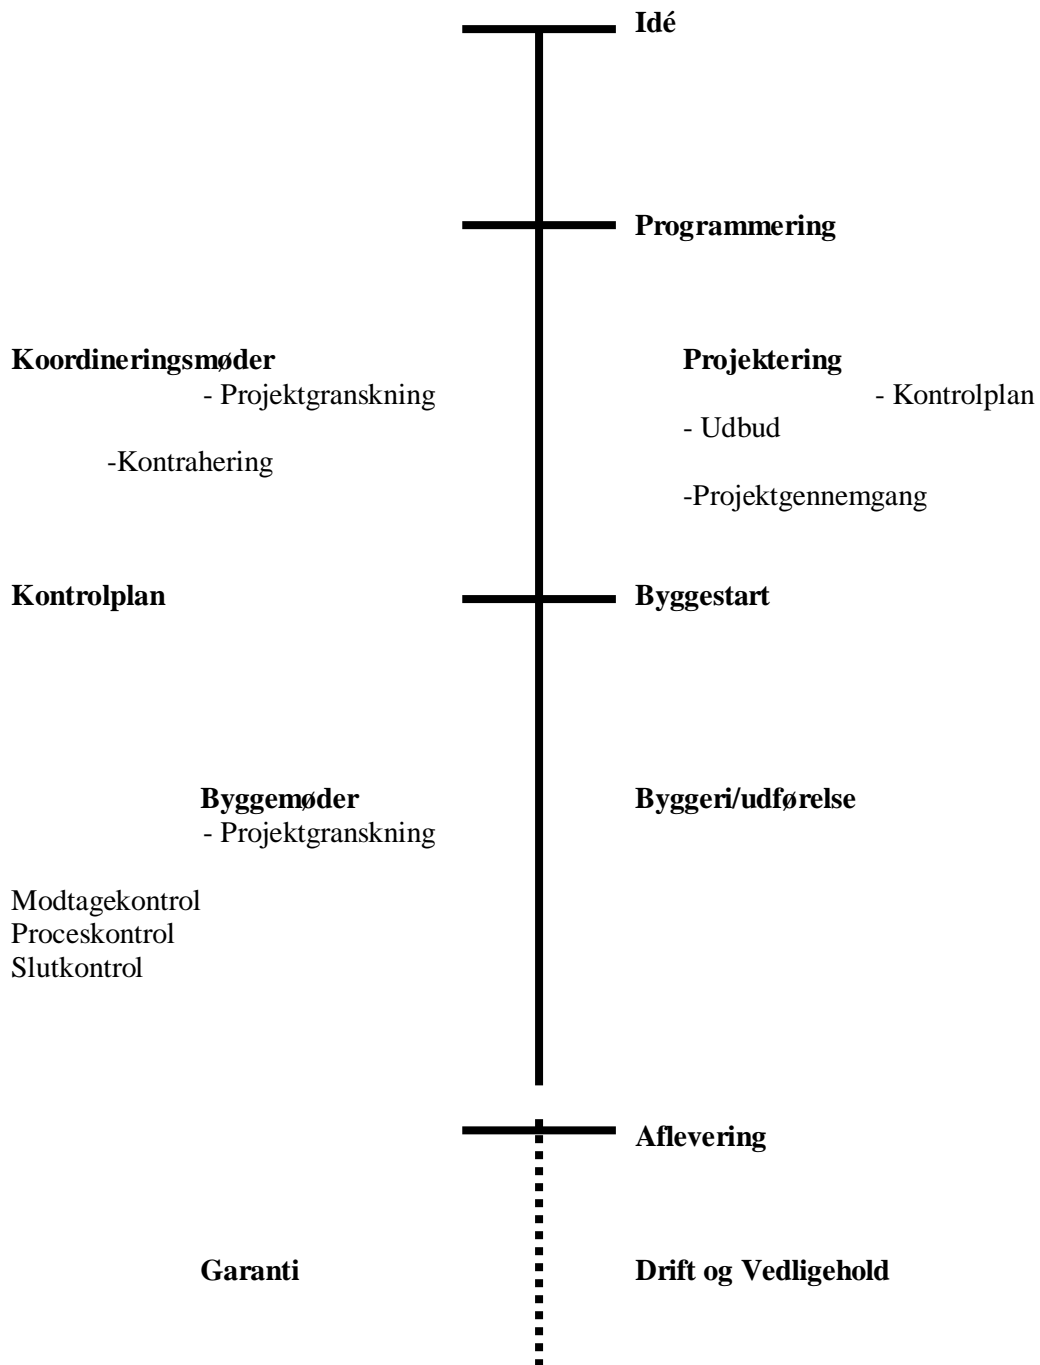 Idé
Programmering
Koordineringsmøder Projektering
- Projektgranskning - Kontrolplan
- Udbud
-Kontrahering
-Projektgennemgang
Kontrolplan Byggestart
Byggemøder Byggeri/udførelse
- Projektgranskning
Modtagekontrol
Proceskontrol
Slutkontrol
Aflevering
Garanti Drift og Vedligehold